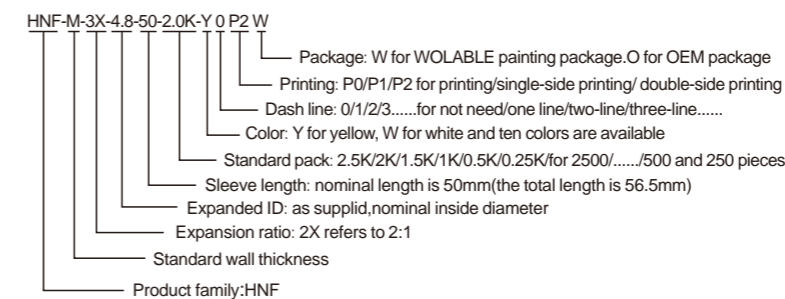 HNF-M-3X-4.8-50-2.0K-Y 0 P2 W
Package: W for WOLABLE painting package.O for OEM package
Printing: P0/P1/P2 for printing/single-side printing/ double-side printing
Dash line: 0/1/2/3......for not need/one line/two-line/three-line......
Color: Y for yellow, W for white and ten colors are available
Standard pack: 2.5K/2K/1.5K/1K/0.5K/0.25K/for 2500/....../500 and 250 pieces
Sleeve length: nominal length is 50mm(the total length is 56.5mm)
Expanded ID: as supplid,nominal inside diameter
Expansion ratio: 2X refers to 2:1
Standard wall thickness
Product family:HNF